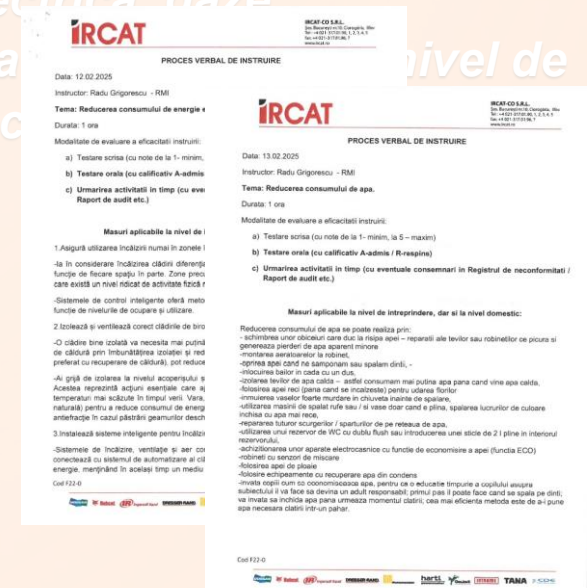 nivel de
IRCAT
IRCAT-CO S.R.L.
PROCES VERBAL DE INSTRUIRE
Data: 12.02.2025
Instructor: Radu Grigorescu - RMI
Tema: Reducerea consumului de energie
Durata: 1 ora
Modalitate de evaluare a eficacitatii instruirii:
a) Testare scrisa (cu note de la 1- minim,
b) Testare orala (cu calificativ A-admis
c) Urmarirea activitatii in timp (cu
Raport de audit etc.)
Masuri aplicabile la nivel de
1.Asigură utilizarea încălzirii numai în zonele
-Ia în considerare încălzirea clădirii
funcție de fiecare spațiu în parte. Zone
care există un nivel ridicat de activitate fizică
-Sistemele de control inteligente oferă
funcție de nivelurile de ocupare și utilizare.
2.Izolează și ventilează corect clădirile de
-O clădire bine izolată va necesita mai puțină
de căldură prin îmbunătățirea izolației și
preferat cu recuperare de căldură), pot
-Ai grijă de izolarea la nivelul acoperișului
Acestea reprezintă acțiuni esențiale care
temperaturi mai scăzute în timpul verii. Vara,
naturală) pentru a reduce consumul de
antiefracție în cazul păstrării geamurilor
3.Instalează sisteme inteligente pentru
-Sistemele de încălzire, ventilație și aer
conectează cu sistemul de automatizare al
energie, menținând în același timp un mediu
Cod F22-0
IRCAT
IRCAT-CO S.R.L.
PROCES VERBAL DE INSTRUIRE
Data: 13.02.2025
Instructor: Radu Grigorescu - RMI
Tema: Reducerea consumului de apa.
Durata: 1 ora
Modalitate de evaluare a eficacitatii instruirii:
a) Testare scrisa (cu note de la 1- minim, la 5 – maxim)
b) Testare orala (cu calificativ A-admis / R-respins)
c) Urmarirea activitatii in timp (cu eventuale consemnari in Registrul de neconformitati /
Raport de audit etc.)
Masuri aplicabile la nivel de intreprindere, dar si la nivel domestic:
Reducerea consumului de apa se poate realiza prin:
- schimbrea unor obiceiuri care duc la risipa apei – reparatii ale tevilor sau robinetilor ce picura si
genereaza pierderi de apa aparent minore
-montarea aeratoarelor la robinet,
-oprirea apei cand ne samponam sau spalam dintii, -
-inlocuirea bailor in cada cu un dus,
-izolarea tevilor de apa calda – astfel consumam mai putina apa pana cand vine apa calda,
-folosirea apei reci (pana cand se incalzeste) pentru udarea florilor
-inmuierea vaselor foarte murdare in chiuveta inainte de spalare,
-utilizarea masinii de spalat rufe sau / si vase doar cand e plina, spalarea lucrurilor de culoare
inchisa cu apa mai rece,
-repararea tuturor scurgerilor / sparturilor de pe reteaua de apa,
-utilizarea unui rezervor de WC cu dublu flush sau introducerea unei sticle de 2 l pline in interiorul
rezervorului,
-achizitionarea unor aparate electrocasnice cu functie de economisire a apei (functia ECO)
-robineti cu senzori de miscare
-folosirea apei de ploaie
-folosire echipamente cu recuperare apa din condens
-invata copiii cum sa economiseasca apa, pentru ca o educatie timpurie a copilului asupra
subiectului il va face sa devina un adult responsabil; primul pas il poate face cand se spala pe dinti;
va invata sa inchida apa pana urmeaza momentul clatirii; cea mai eficienta metoda este de a-i pune
apa necesara clatirii intr-un pahar.
Cod F22-0
TANA